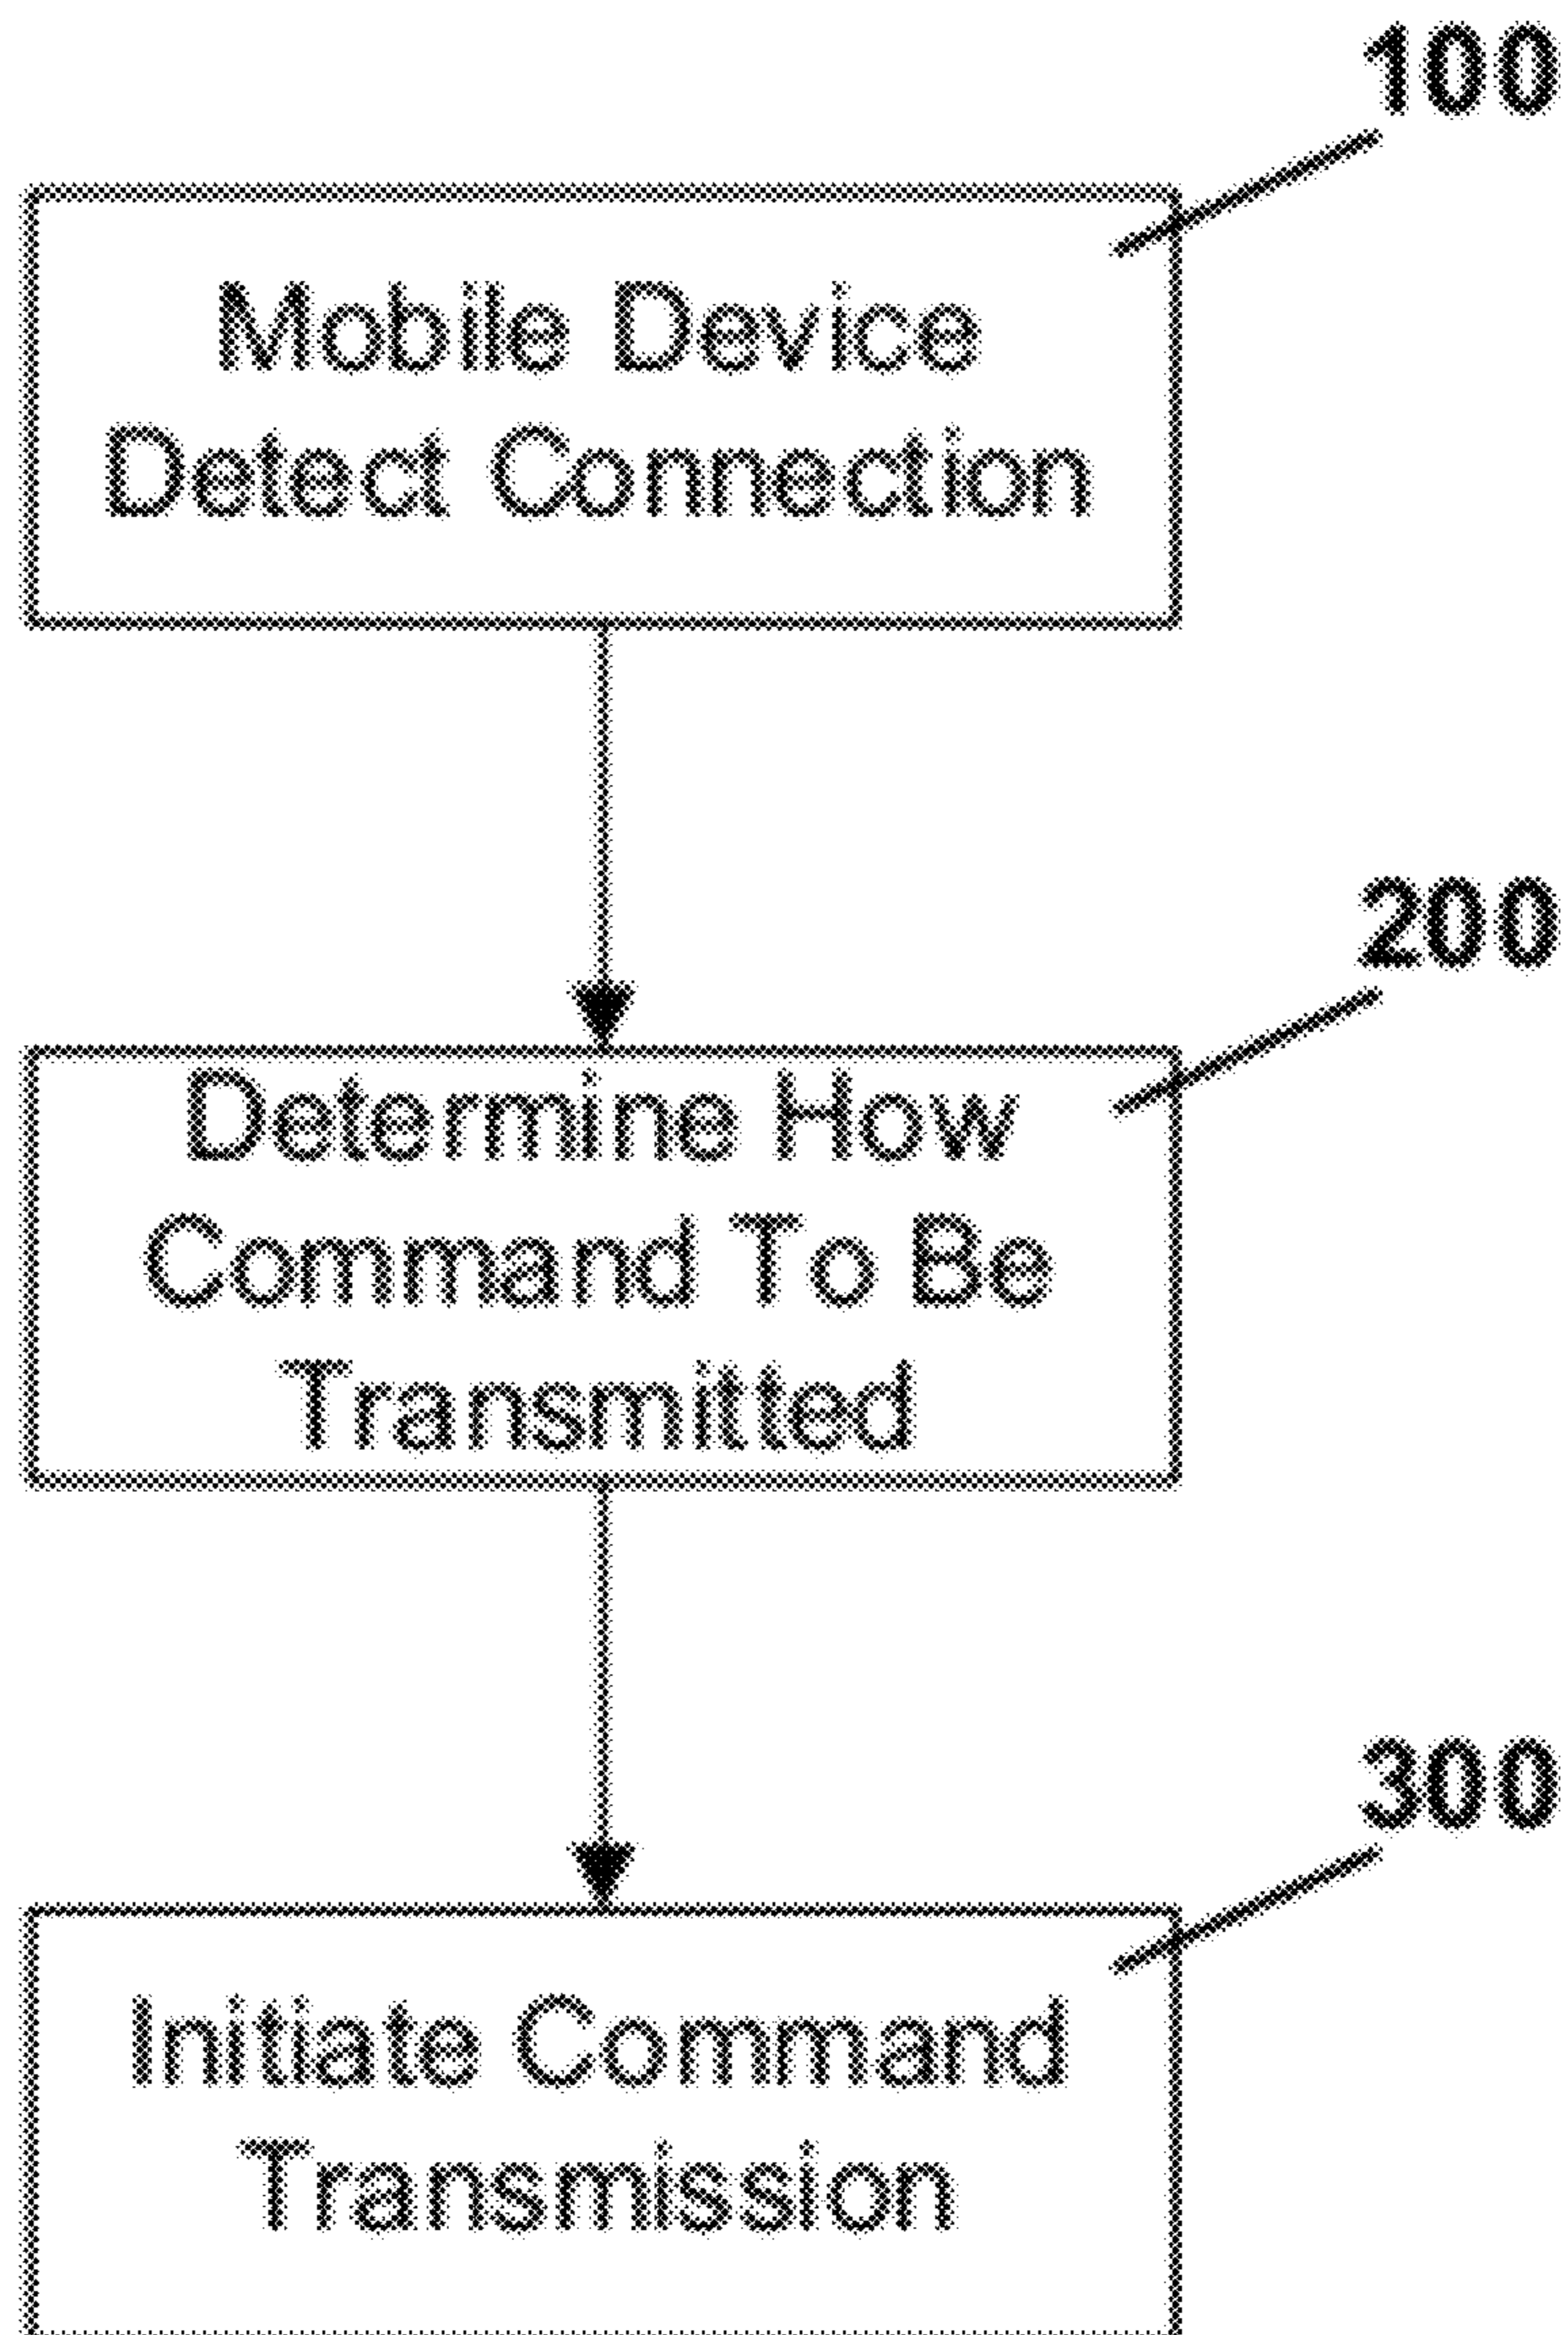 100
Mobile Device
Detect Connection
200
Determine How
Command To Be
Transmitted
300
Initiate Command
Transmission